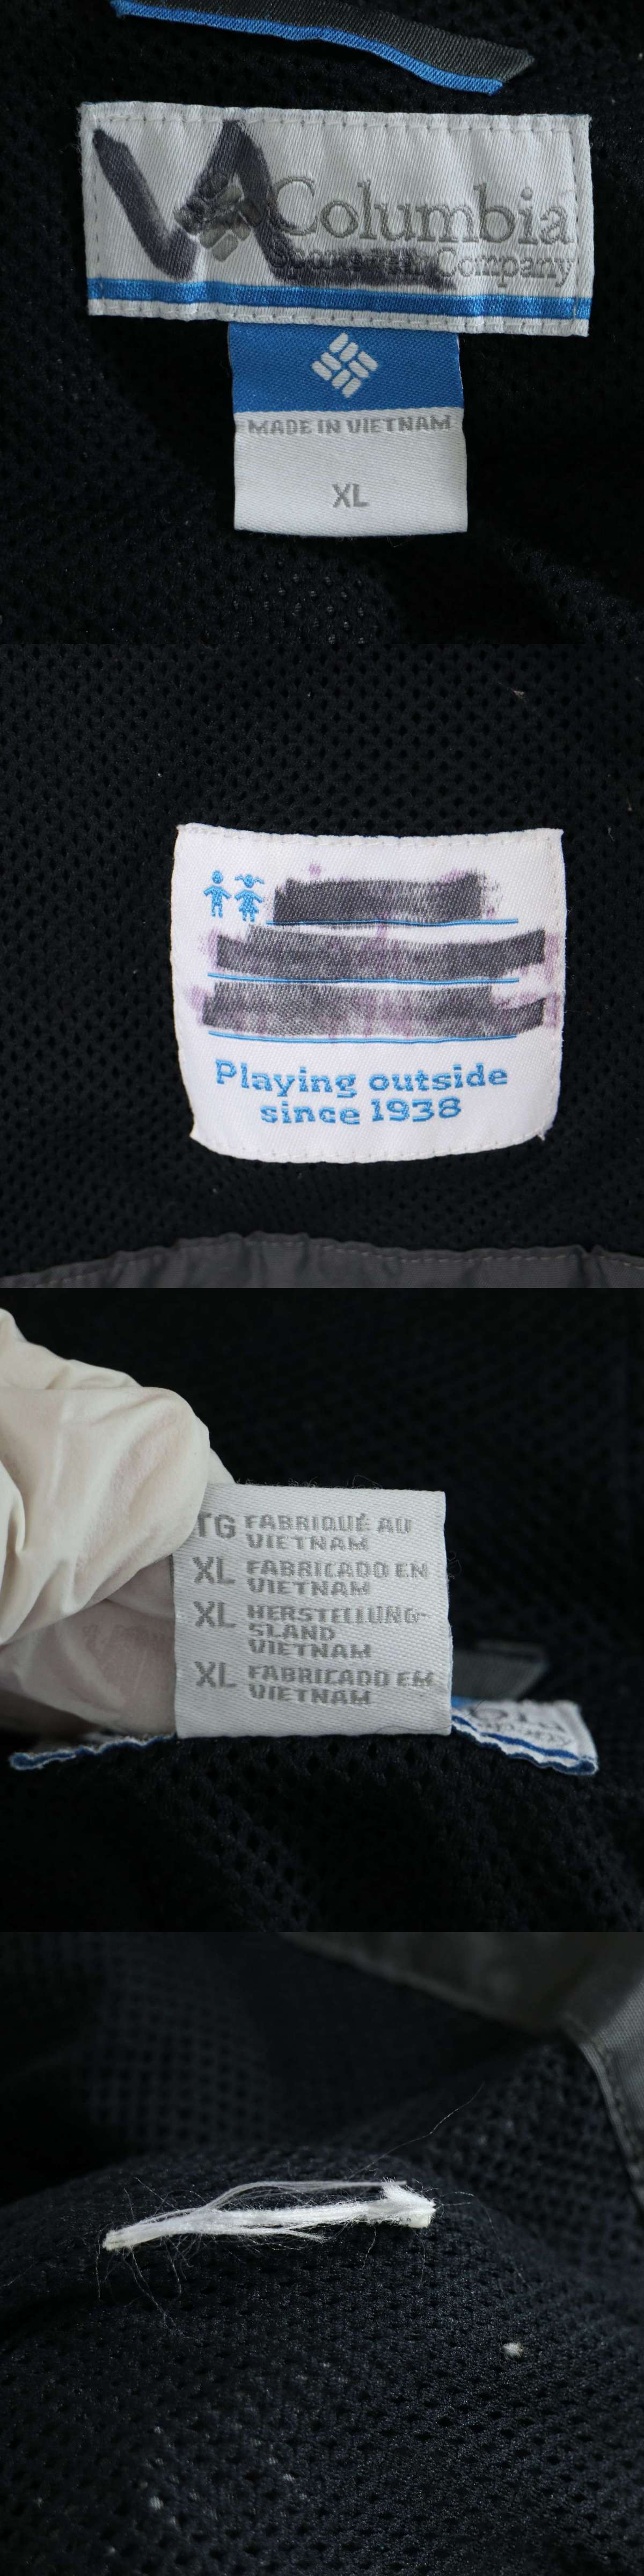 Columbia
Sportswear Company
MADE IN VIETNAM
XL
Playing outside
since 1938
TG FABRIQUÉ AU
VIETNAM
XL FABRICADO EN
VIETNAM
XL HERSTELLUNG-
SLAND
VIETNAM
XL FABRICADO EM
VIETNAM